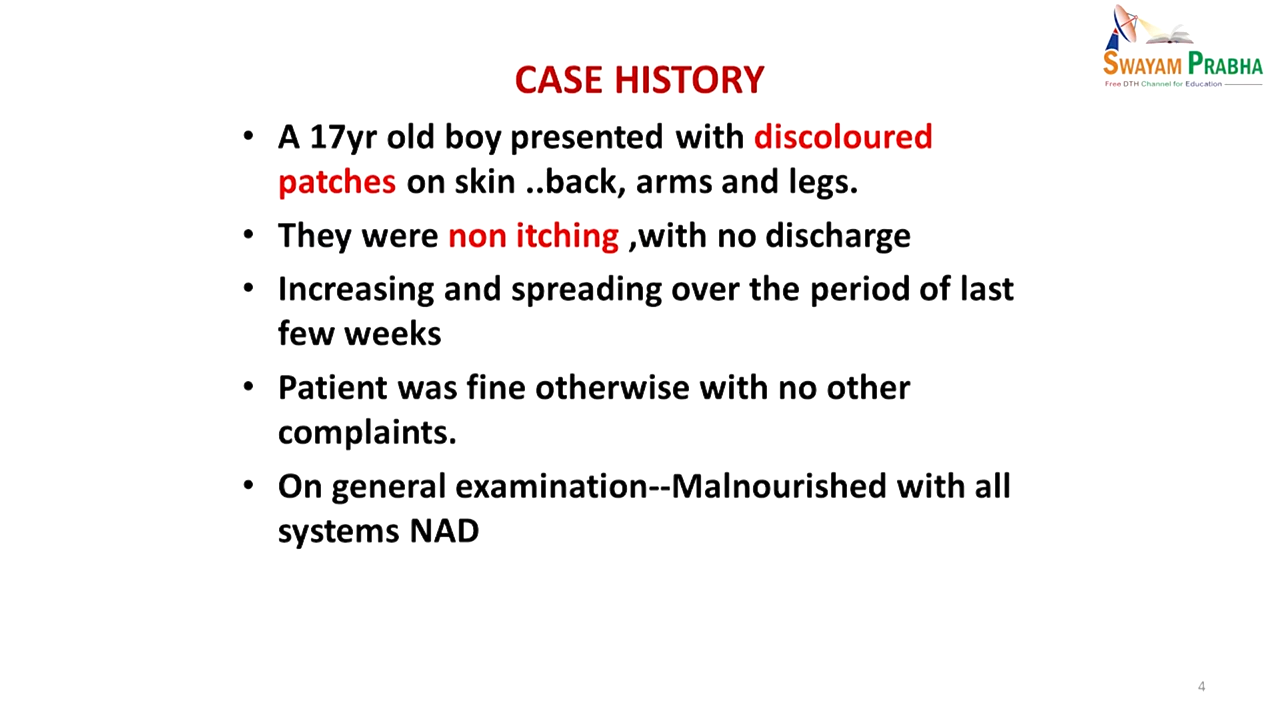 SWAYAM PRABHA
Free DTH Channel for Education
CASE HISTORY
• A 17yr old boy presented with discoloured
patches on skin ..back, arms and legs.
• They were non itching ,with no discharge
• Increasing and spreading over the period of last
few weeks
• Patient was fine otherwise with no other
complaints.
• On general examination--Malnourished with all
systems NAD
4